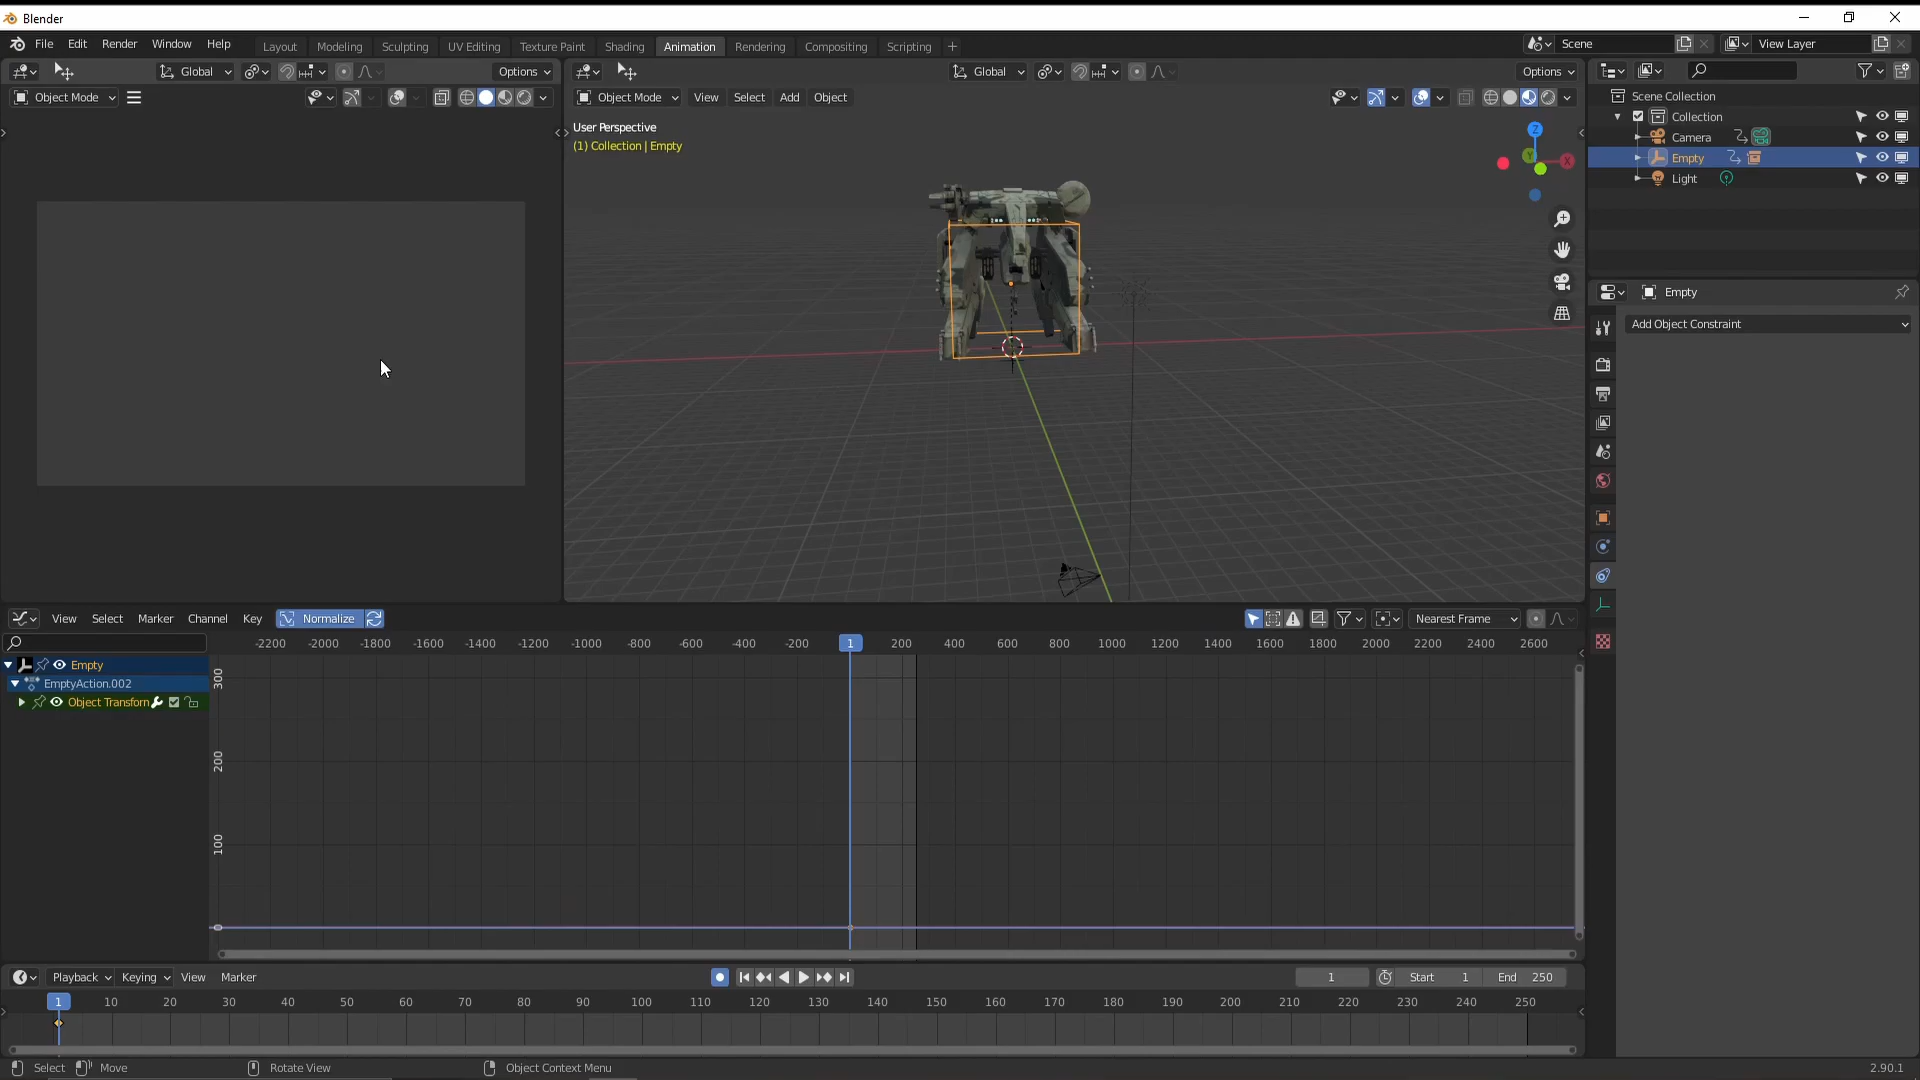 Blender
File Edit Render Window Help Layout Modeling Sculpting UV Editing Texture Paint Shading Animation Rendering Compositing Scripting + Scene View Layer
Global Options Global Options
Object Mode Object Mode View Select Add Object
Scene Collection
Collection
Camera
Empty
Light
User Perspective
(1) Collection | Empty
Z
Y
X
Empty
Add Object Constraint
View Select Marker Channel Key Normalize Nearest Frame
-2200 -2000 -1800 -1600 -1400 -1200 -1000 -800 -600 -400 -200 1 200 400 600 800 1000 1200 1400 1600 1800 2000 2200 2400 2600
Empty
EmptyAction.002
Object Transforn
300
200
100
Playback Keying View Marker 1 Start 1 End 250
1 10 20 30 40 50 60 70 80 90 100 110 120 130 140 150 160 170 180 190 200 210 220 230 240 250
Select Move Rotate View Object Context Menu 2.90.1